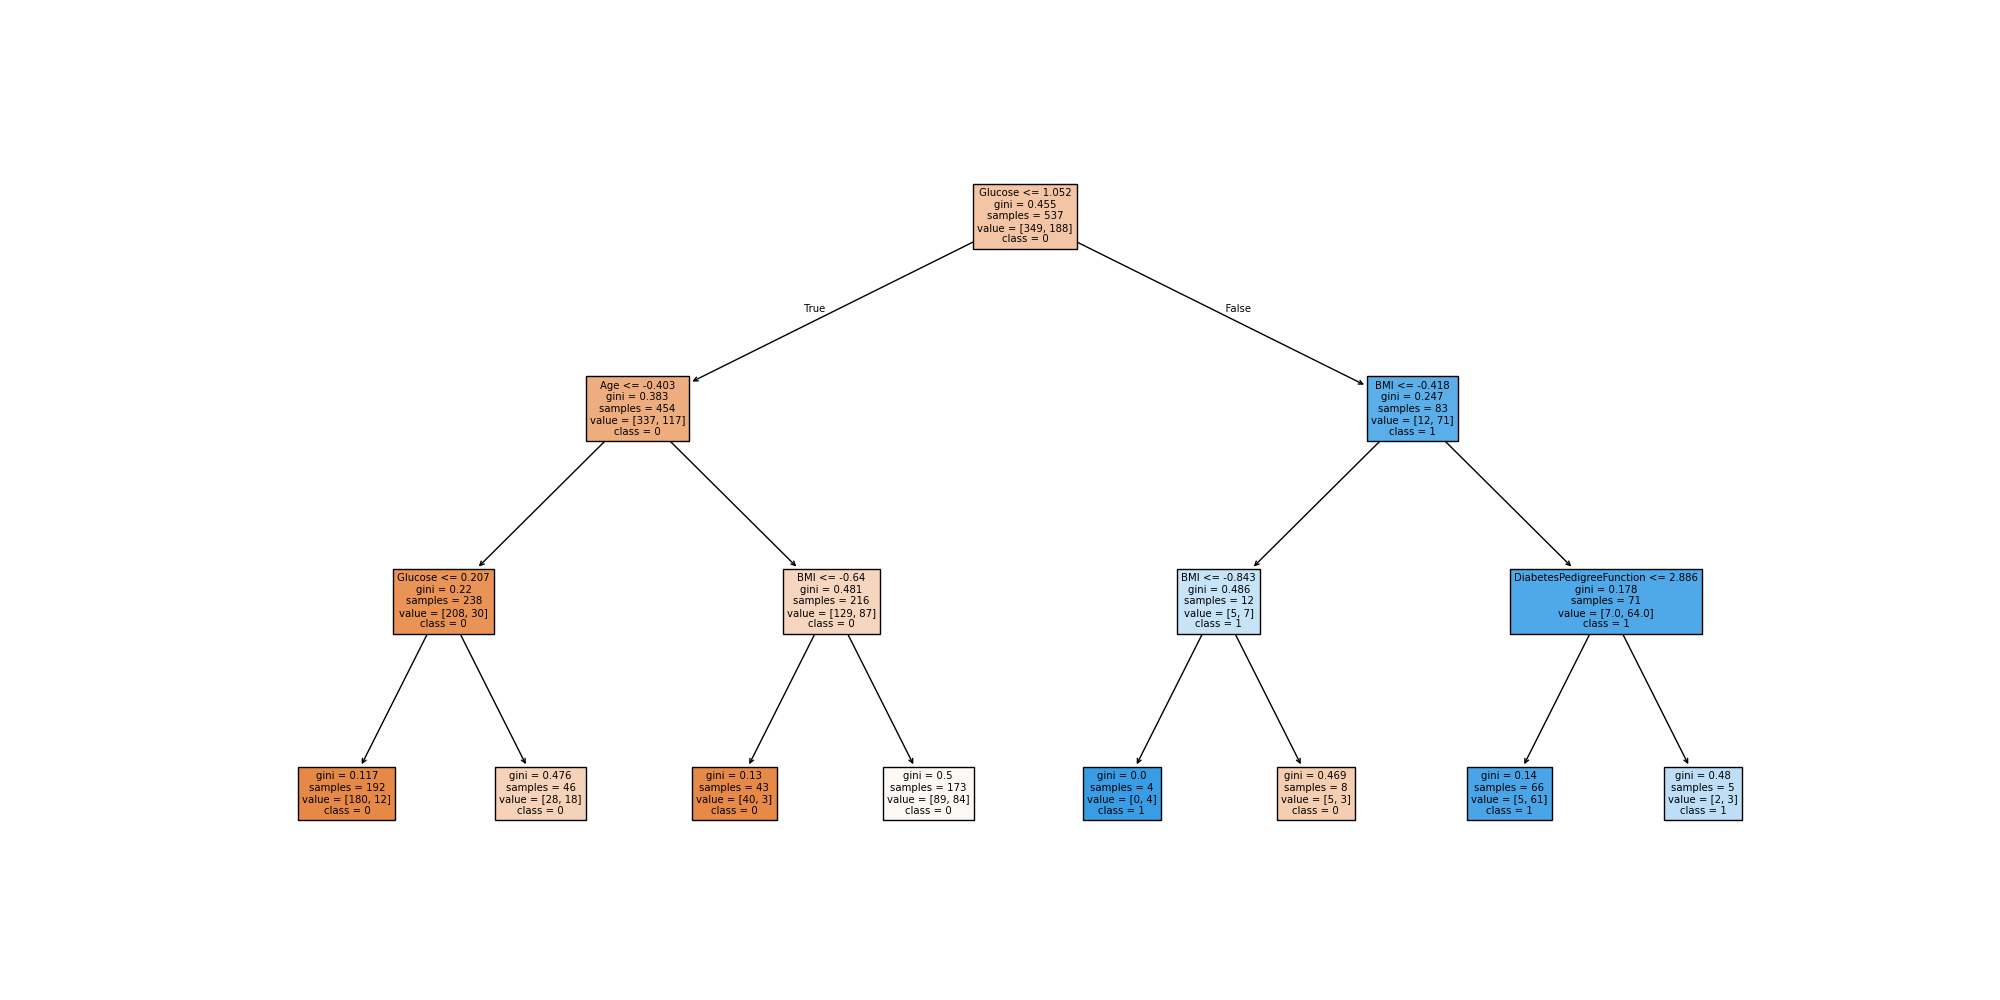 Glucose <= 1.052
gini = 0.455
samples = 537
value = [349, 188]
class = 0
True
False
Age <= -0.403
gini = 0.383
samples = 454
value = [337, 117]
class = 0
BMI <= -0.418
gini = 0.247
samples = 83
value = [12, 71]
class = 1
Glucose <= 0.207
gini = 0.22
samples = 238
value = [208, 30]
class = 0
BMI <= -0.64
gini = 0.481
samples = 216
value = [129, 87]
class = 0
BMI <= -0.843
gini = 0.486
samples = 12
value = [5, 7]
class = 1
DiabetesPedigreeFunction <= 2.886
gini = 0.178
samples = 71
value = [7.0, 64.0]
class = 1
gini = 0.117
samples = 192
value = [180, 12]
class = 0
gini = 0.476
samples = 46
value = [28, 18]
class = 0
gini = 0.13
samples = 43
value = [40, 3]
class = 0
gini = 0.5
samples = 173
value = [89, 84]
class = 0
gini = 0.0
samples = 4
value = [0, 4]
class = 1
gini = 0.469
samples = 8
value = [5, 3]
class = 0
gini = 0.14
samples = 66
value = [5, 61]
class = 1
gini = 0.48
samples = 5
value = [2, 3]
class = 1